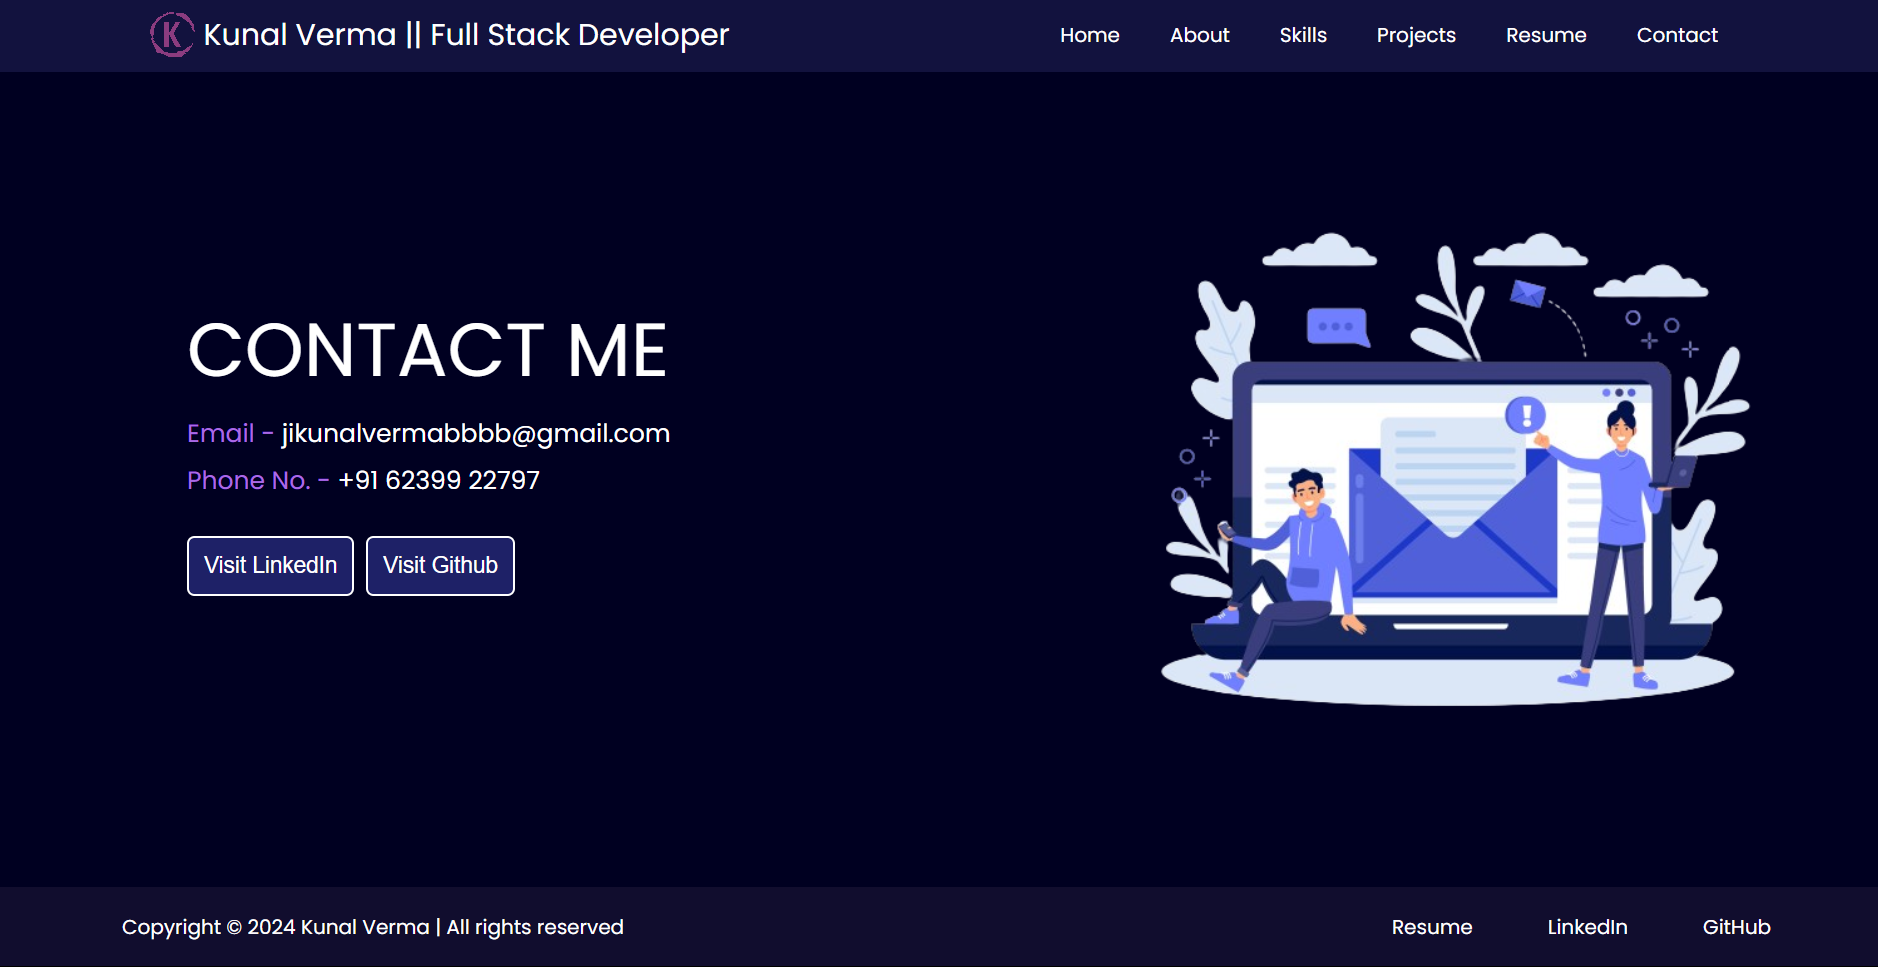 K Kunal Verma || Full Stack Developer Home About Skills Projects Resume Contact
CONTACT ME
Email - jikunalvermabbbb@gmail.com
Phone No. - +91 62399 22797
Visit LinkedIn Visit Github
!
Copyright © 2024 Kunal Verma | All rights reserved Resume LinkedIn GitHub